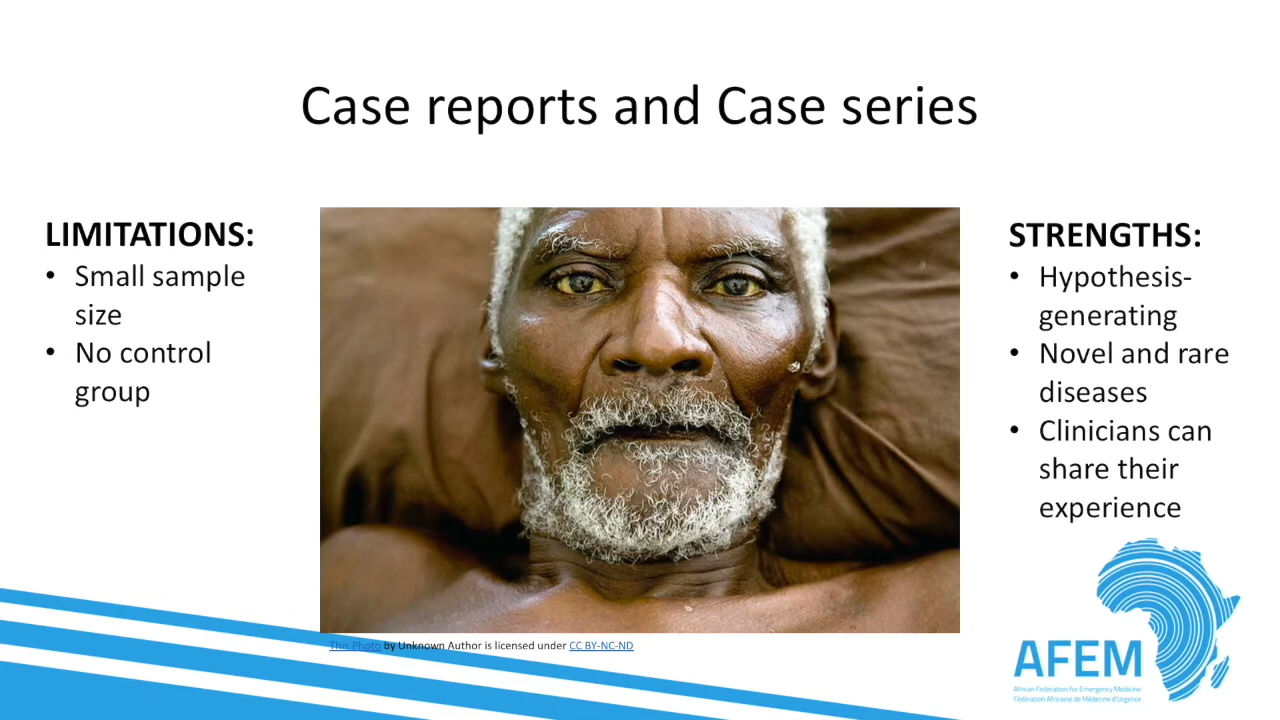 Case reports and Case series
LIMITATIONS:
• Small sample
size
• No control
group
STRENGTHS:
• Hypothesis-
generating
• Novel and rare
diseases
• Clinicians can
share their
experience
This Photo by Unknown Author is licensed under CC BY-NC-ND
AFEM
African Federation for Emergency Medicine
Fédération Africaine de Médecine d'Urgence